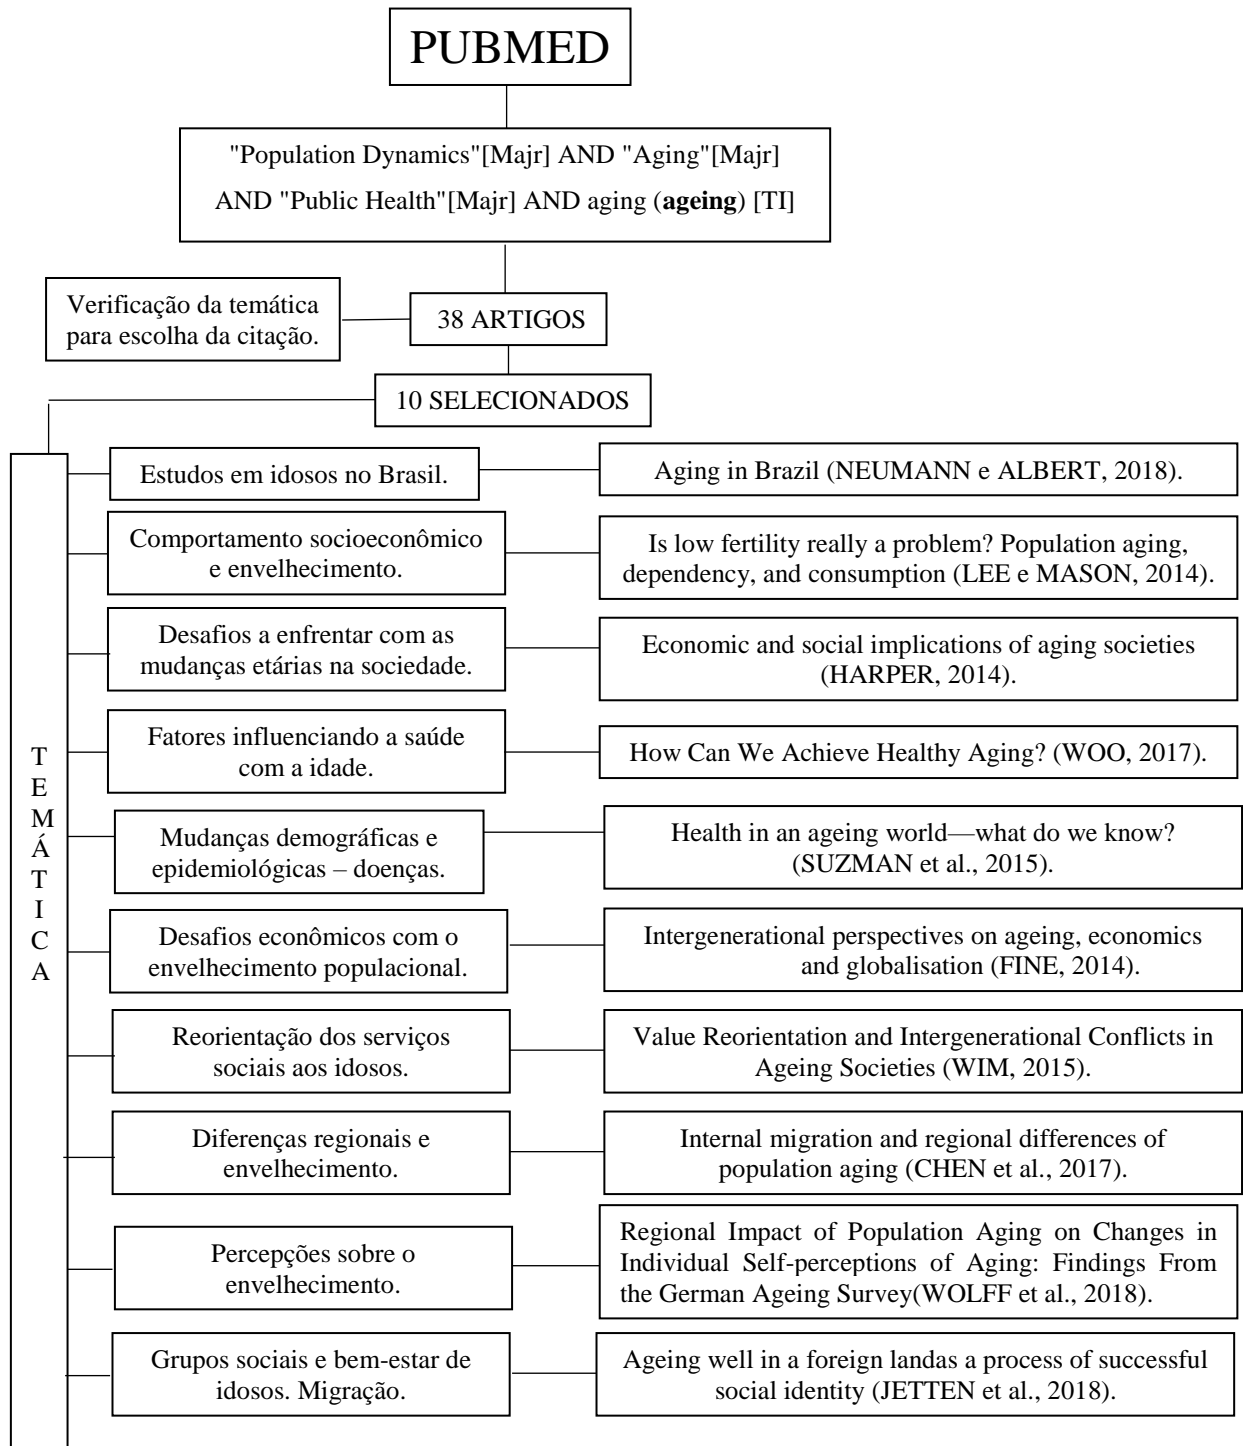 PUBMED
"Population Dynamics"[Majr] AND "Aging"[Majr]
AND "Public Health"[Majr] AND aging (ageing) [TI]
Verificação da temática
para escolha da citação.
38 ARTIGOS
10 SELECIONADOS
TEMÁTICA
Estudos em idosos no Brasil.
Aging in Brazil (NEUMANN e ALBERT, 2018).
Comportamento socioeconômico
e envelhecimento.
Is low fertility really a problem? Population aging,
dependency, and consumption (LEE e MASON, 2014).
Desafios a enfrentar com as
mudanças etárias na sociedade.
Economic and social implications of aging societies
(HARPER, 2014).
Fatores influenciando a saúde
com a idade.
How Can We Achieve Healthy Aging? (WOO, 2017).
Mudanças demográficas e
epidemiológicas – doenças.
Health in an ageing world—what do we know?
(SUZMAN et al., 2015).
Desafios econômicos com o
envelhecimento populacional.
Intergenerational perspectives on ageing, economics
and globalisation (FINE, 2014).
Reorientação dos serviços
sociais aos idosos.
Value Reorientation and Intergenerational Conflicts in
Ageing Societies (WIM, 2015).
Diferenças regionais e
envelhecimento.
Internal migration and regional differences of
population aging (CHEN et al., 2017).
Percepções sobre o
envelhecimento.
Regional Impact of Population Aging on Changes in
Individual Self-perceptions of Aging: Findings From
the German Ageing Survey(WOLFF et al., 2018).
Grupos sociais e bem-estar de
idosos. Migração.
Ageing well in a foreign landas a process of successful
social identity (JETTEN et al., 2018).